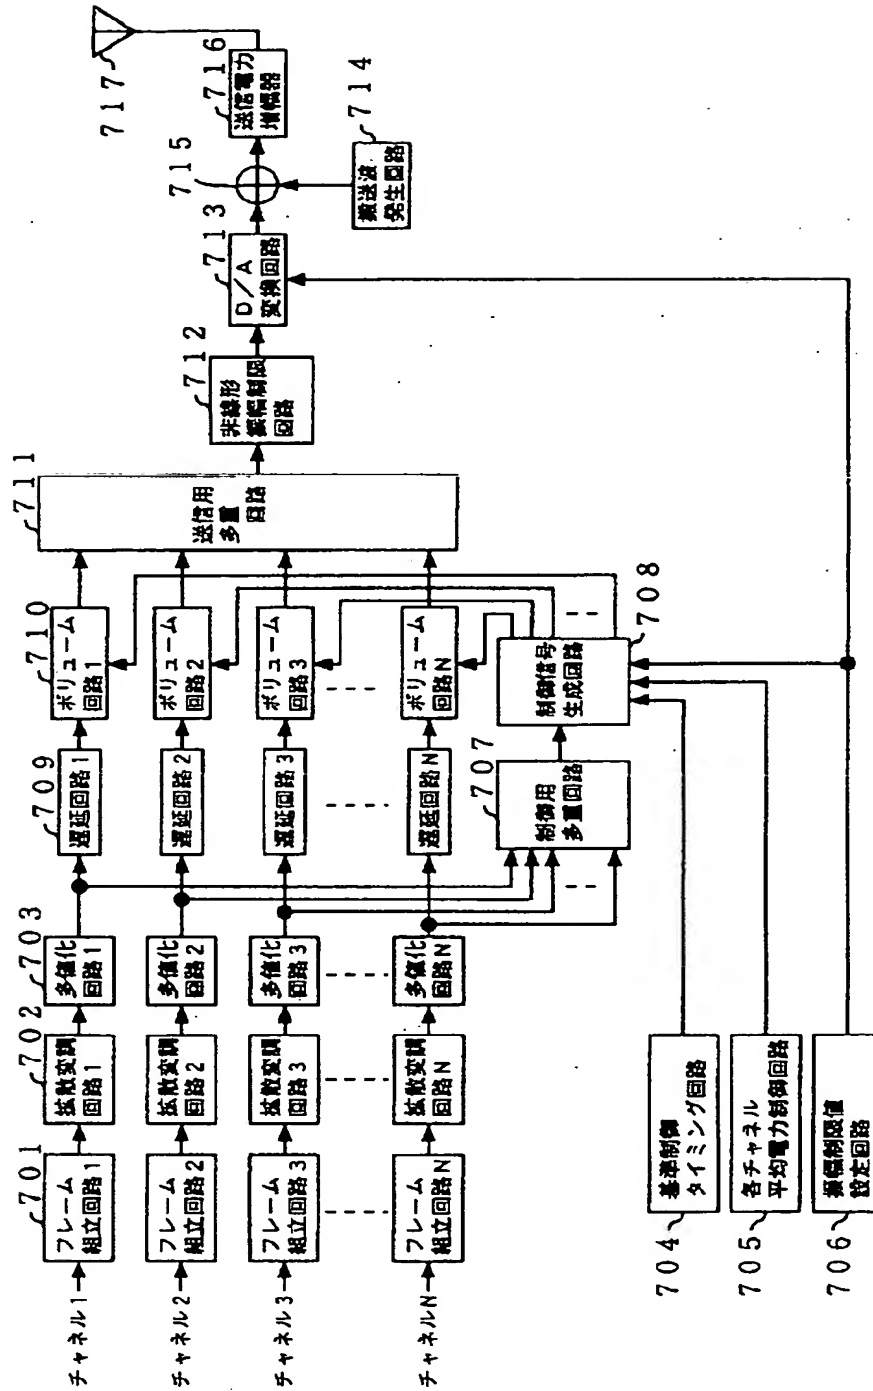 チャネル1
チャネル2
チャネル3
チャネルN
701
フレーム
組立回路1
フレーム
組立回路2
フレーム
組立回路3
フレーム
組立回路N
702
拡散変調
回路1
拡散変調
回路2
拡散変調
回路3
拡散変調
回路N
703
多値化
回路1
多値化
回路2
多値化
回路3
多値化
回路N
704
基準制御
タイミング回路
705
各チャネル
平均電力制御回路
706
振幅制限値
設定回路
709
遅延回路1
遅延回路2
遅延回路3
遅延回路N
707
制御用
多重回路
710
ボリューム
回路1
ボリューム
回路2
ボリューム
回路3
ボリューム
回路N
708
制御信号
生成回路
711
送信用
多重
回路
712
非線形
振幅制限
回路
713
D/A
変換回路
715
714
搬送波
発生回路
716
送信電力
増幅器
717